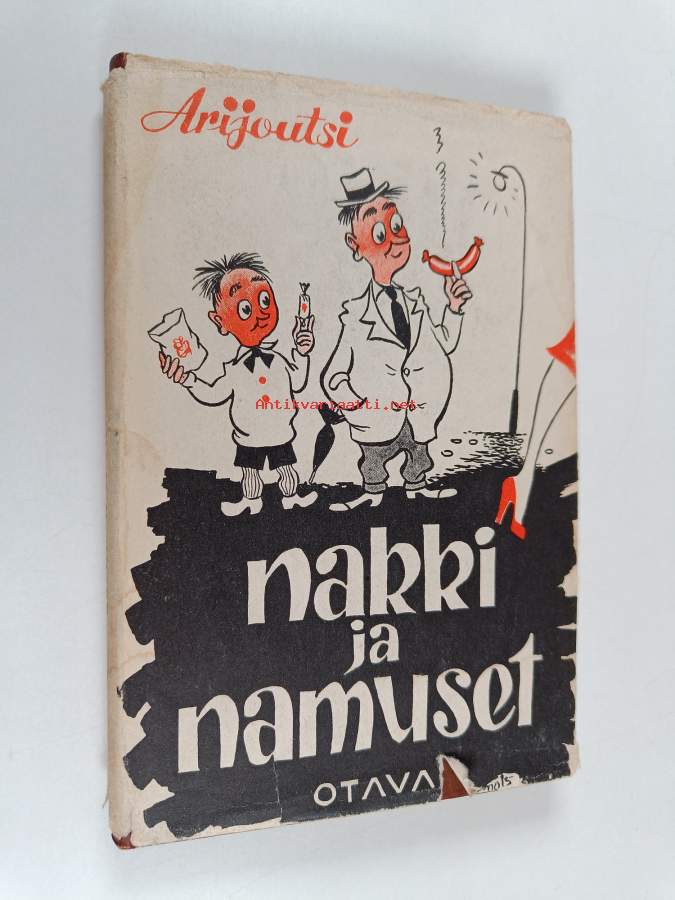 Arijoutsi
Antikvariaatti.net
nakki
ja
namuset
OTAVA